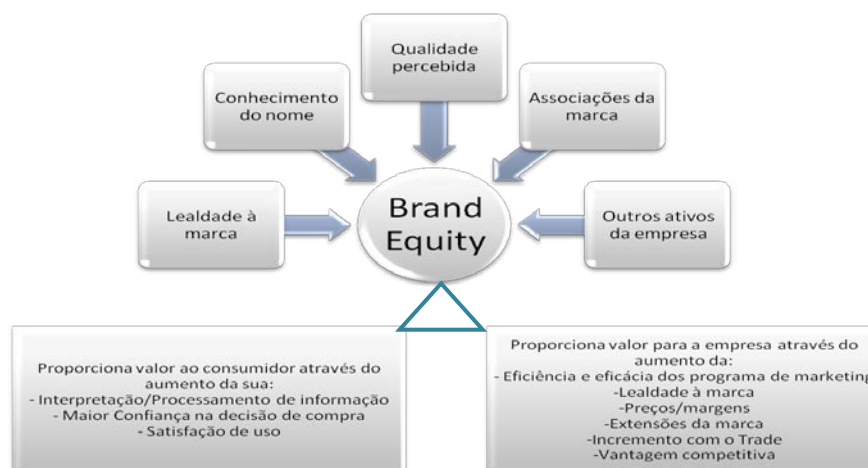 Qualidade
percebida
Conhecimento
do nome
Associações da
marca
Lealdade à
marca
Brand
Equity
Outros ativos
da empresa
Proporciona valor ao consumidor através do
aumento da sua:
- Interpretação/Processamento de informação
- Maior Confiança na decisão de compra
- Satisfação de uso
Proporciona valor para a empresa através do
aumento da:
- Eficiência e eficácia dos programa de marketing
-Lealdade à marca
-Preços/margens
-Extensões da marca
-Incremento com o Trade
-Vantagem competitiva